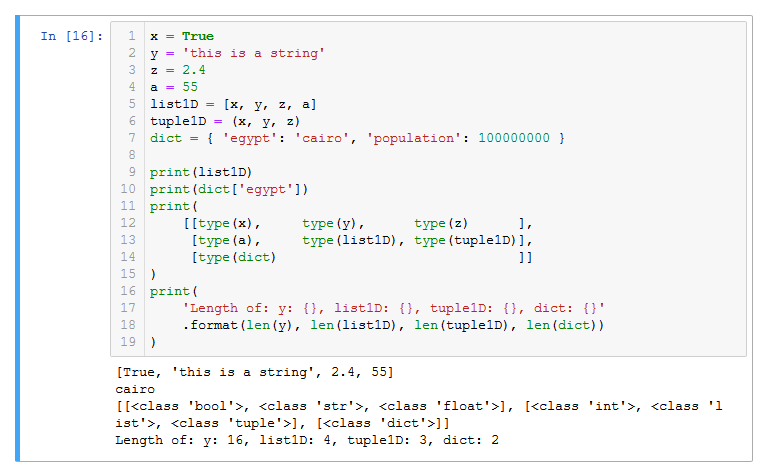 In [16]:
1 x = True
2 y = 'this is a string'
3 z = 2.4
4 a = 55
5 list1D = [x, y, z, a]
6 tuple1D = (x, y, z)
7 dict = { 'egypt': 'cairo', 'population': 100000000 }
8
9 print(list1D)
10 print(dict['egypt'])
11 print(
12     [[type(x),     type(y),      type(z)      ],
13      [type(a),     type(list1D), type(tuple1D)],
14      [type(dict)                             ]]
15 )
16 print(
17     'Length of: y: {}, list1D: {}, tuple1D: {}, dict: {}'
18     .format(len(y), len(list1D), len(tuple1D), len(dict))
19 )
[True, 'this is a string', 2.4, 55]
cairo
[[<class 'bool'>, <class 'str'>, <class 'float'>], [<class 'int'>, <class 'l
ist'>, <class 'tuple'>], [<class 'dict'>]]
Length of: y: 16, list1D: 4, tuple1D: 3, dict: 2